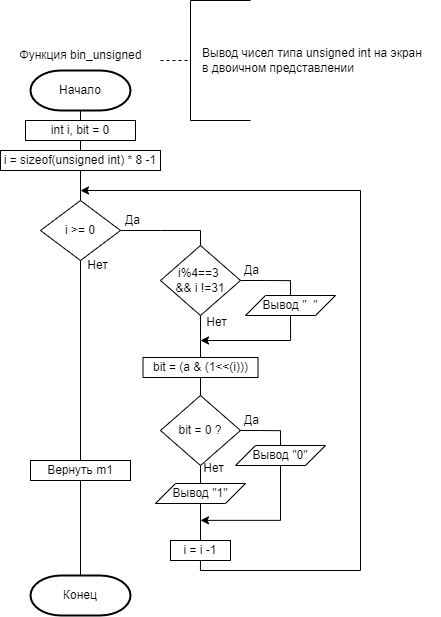 Функция bin_unsigned
Вывод чисел типа unsigned int на экран
в двоичном представлении
Начало
int i, bit = 0
i = sizeof(unsigned int) * 8 -1
i >= 0
Да
Нет
i%4==3
&& i !=31
Да
Вывод "  "
Нет
bit = (a & (1<<(i)))
bit = 0 ?
Да
Вывод "0"
Нет
Вывод "1"
Вернуть m1
i = i -1
Конец